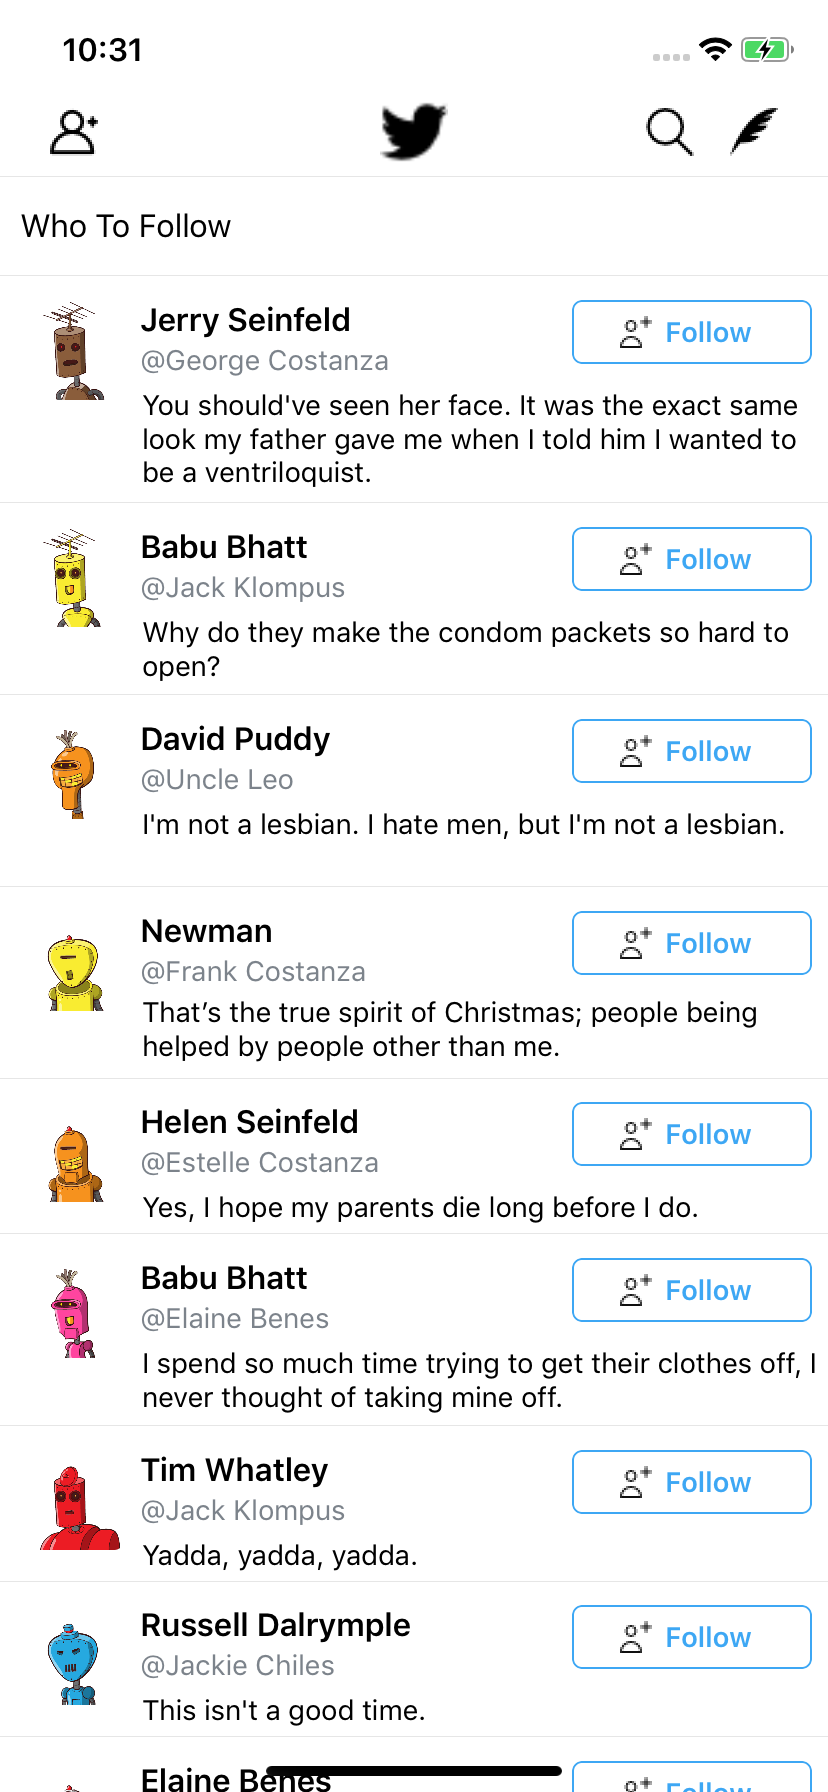 10:31
Who To Follow
Jerry Seinfeld
Follow
@George Costanza
You should've seen her face. It was the exact same
look my father gave me when I told him I wanted to
be a ventriloquist.
Babu Bhatt
Follow
@Jack Klompus
Why do they make the condom packets so hard to
open?
David Puddy
Follow
@Uncle Leo
I'm not a lesbian. I hate men, but I'm not a lesbian.
Newman
Follow
@Frank Costanza
That’s the true spirit of Christmas; people being
helped by people other than me.
Helen Seinfeld
Follow
@Estelle Costanza
Yes, I hope my parents die long before I do.
Babu Bhatt
Follow
@Elaine Benes
I spend so much time trying to get their clothes off, I
never thought of taking mine off.
Tim Whatley
Follow
@Jack Klompus
Yadda, yadda, yadda.
Russell Dalrymple
Follow
@Jackie Chiles
This isn't a good time.
Elaine Benes
Follow